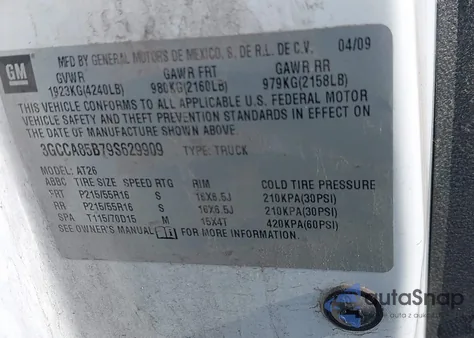 GM
MFD BY GENERAL MOTORS DE MEXICO, S. DE R.L. DE C.V. 04/09
GVWR GAWR FRT GAWR RR
1923KG(4240LB) 980KG(2160LB) 979KG(2158LB)
THIS VEHICLE CONFORMS TO ALL APPLICABLE U.S. FEDERAL MOTOR
VEHICLE SAFETY AND THEFT PREVENTION STANDARDS IN EFFECT ON
THE DATE OF MANUFACTURE SHOWN ABOVE.
3GCCA85B79S629909 TYPE: TRUCK
MODEL: AT26
ABBC TIRE SIZE SPEED RTG RIM COLD TIRE PRESSURE
FRT P215/55R16 S 16X6.5J 210KPA(30PSI)
RR P215/55R16 S 16X6.5J 210KPA(30PSI)
SPA T115/70D15 M 15X4T 420KPA(60PSI)
SEE OWNER'S MANUAL FOR MORE INFORMATION.
autoSnap